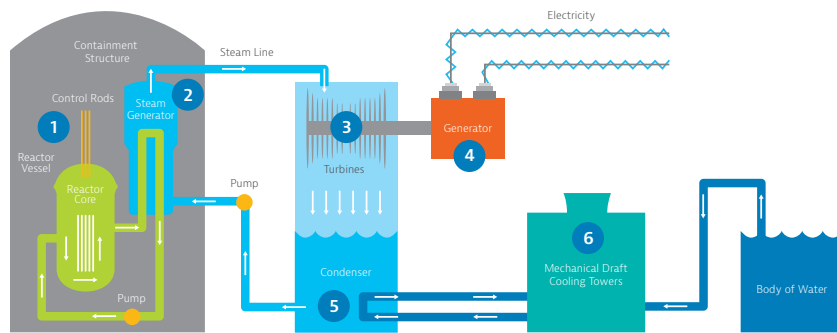 Electricity
Containment
Structure
Steam Line
Control Rods
Steam
Generator
2
1
3
Generator
4
Reactor
Vessel
Turbines
Reactor
Core
Pump
6
Condenser
Mechanical Draft
Cooling Towers
Body of Water
5
Pump